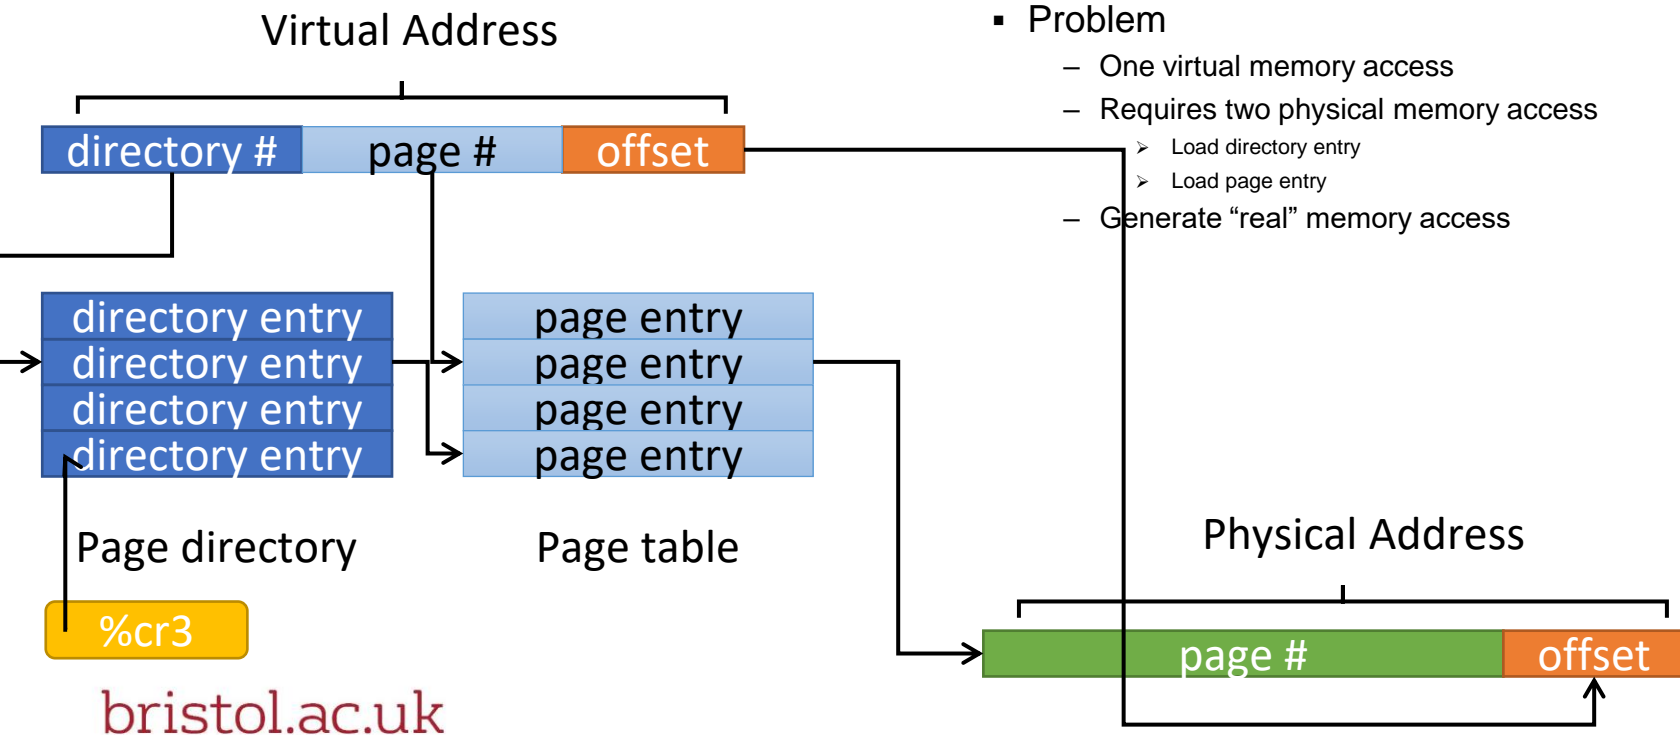 Virtual Address
directory #
page #
offset
▪ Problem
– One virtual memory access
– Requires two physical memory access
➢ Load directory entry
➢ Load page entry
– Generate “real” memory access
directory entry
directory entry
directory entry
directory entry
page entry
page entry
page entry
page entry
Page directory
Page table
%cr3
Physical Address
page #
offset
bristol.ac.uk